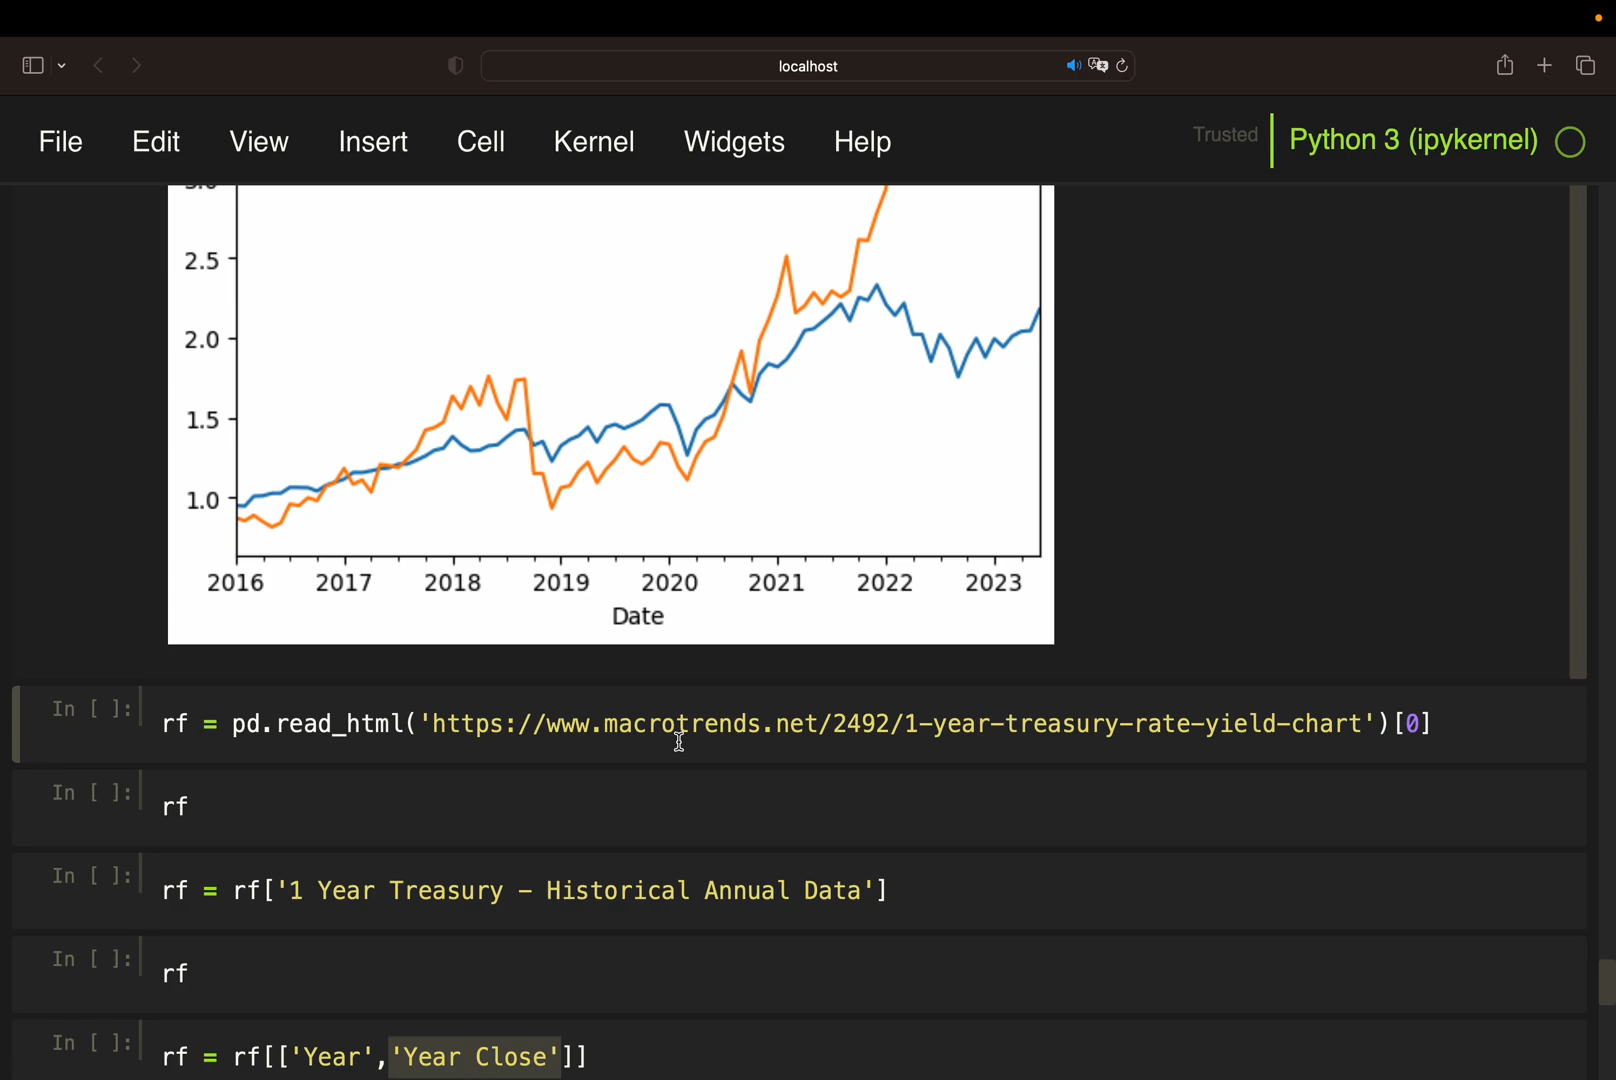 localhost
File Edit View Insert Cell Kernel Widgets Help Trusted Python 3 (ipykernel)
3.0
2.5
2.0
1.5
1.0
2016 2017 2018 2019 2020 2021 2022 2023
Date
In [ ]: rf = pd.read_html('https://www.macrotrends.net/2492/1-year-treasury-rate-yield-chart')[0]
In [ ]: rf
In [ ]: rf = rf['1 Year Treasury - Historical Annual Data']
In [ ]: rf
In [ ]: rf = rf[['Year','Year Close']]